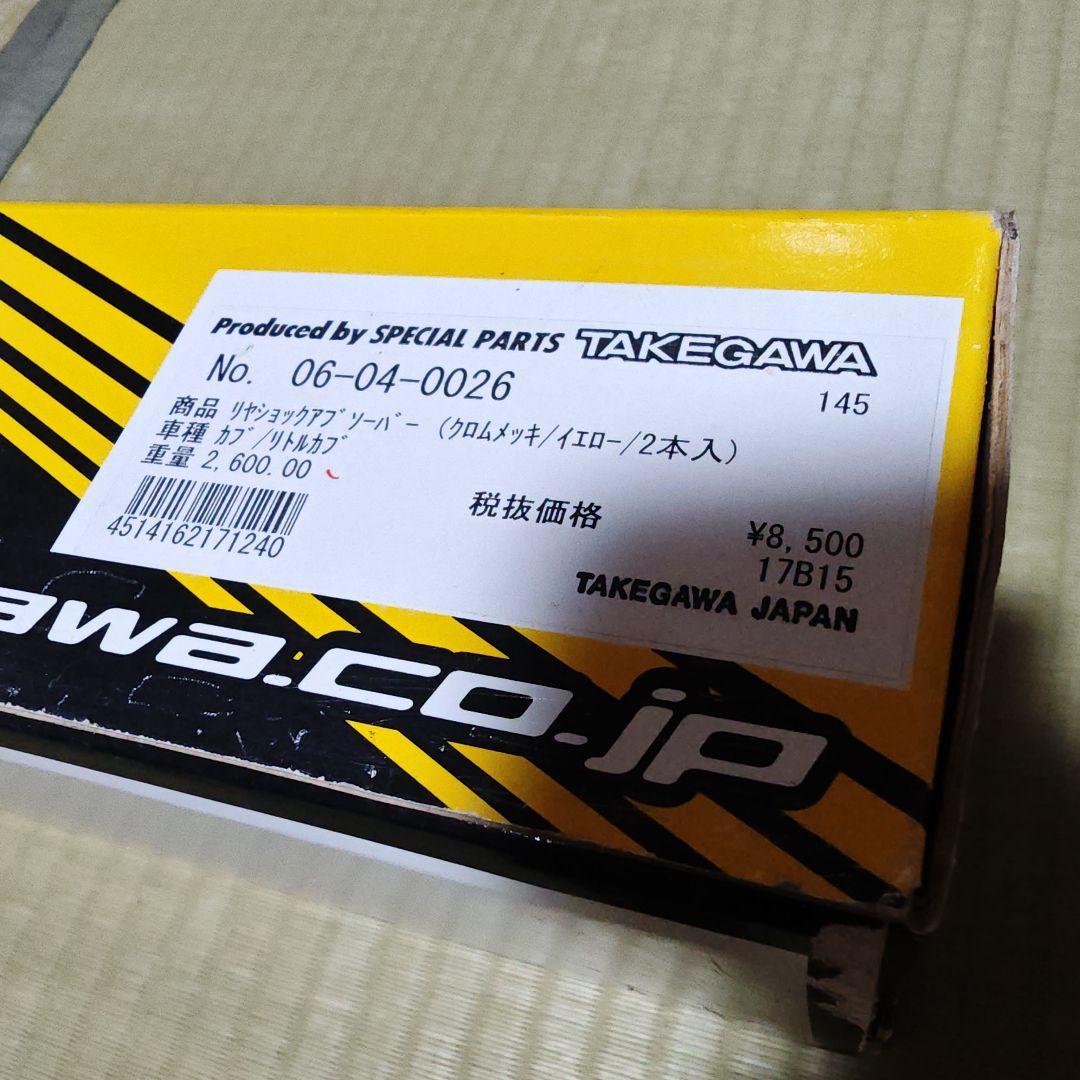 Produced by SPECIAL PARTS TAKEGAWA
No. 06-04-0026
145
商品 ﾘﾔｼｮｯｸｱﾌﾞｿｰﾊﾞｰ (ｸﾛﾑﾒｯｷ/ｲｴﾛｰ/2本入)
車種 ｶﾌﾞ/ﾘﾄﾙｶﾌﾞ
重量 2,600.00
4514162171240
税抜価格
¥8,500
17B15
TAKEGAWA JAPAN
awa.co.jp